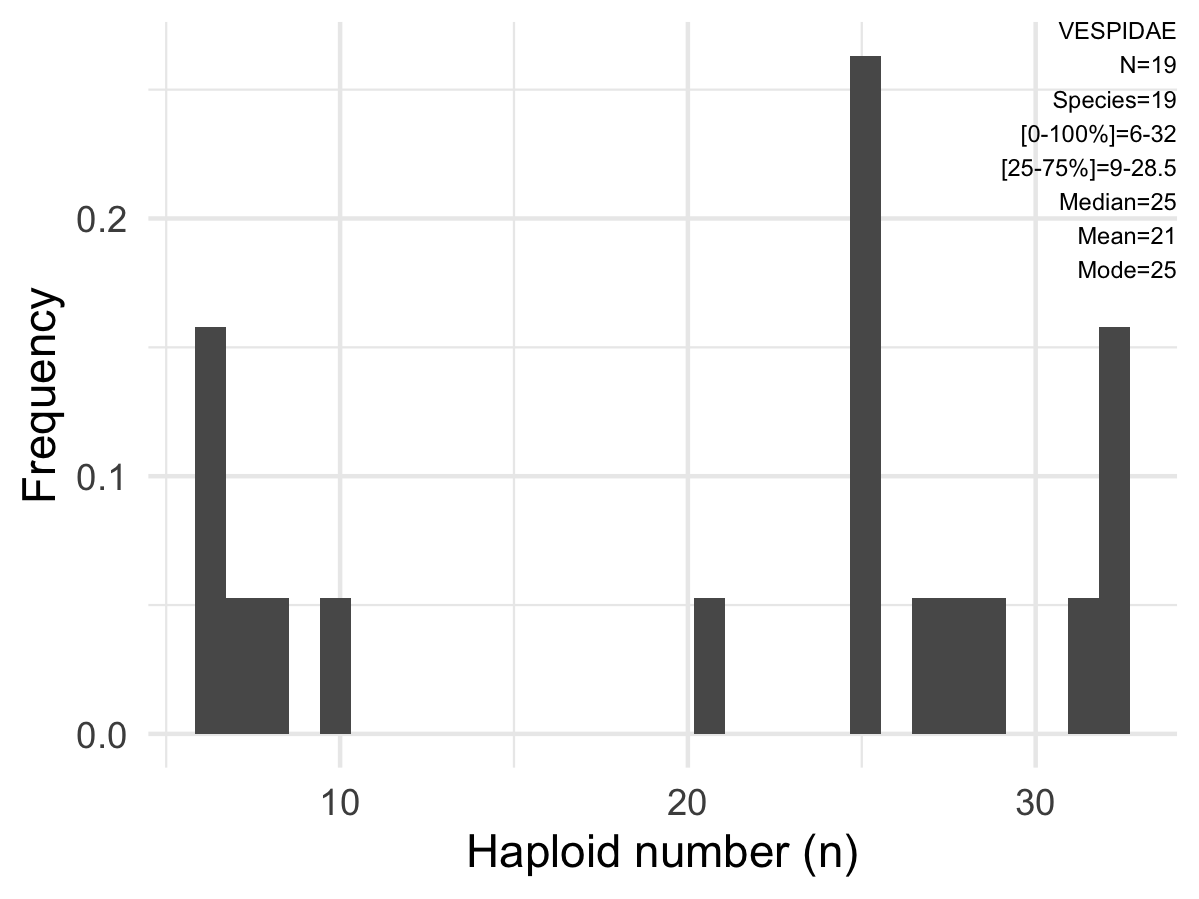 VESPIDAE
N=19
Species=19
[0-100%]=6-32
[25-75%]=9-28.5
Median=25
Mean=21
Mode=25
Frequency
0.2
0.1
0.0
10 20 30
Haploid number (n)